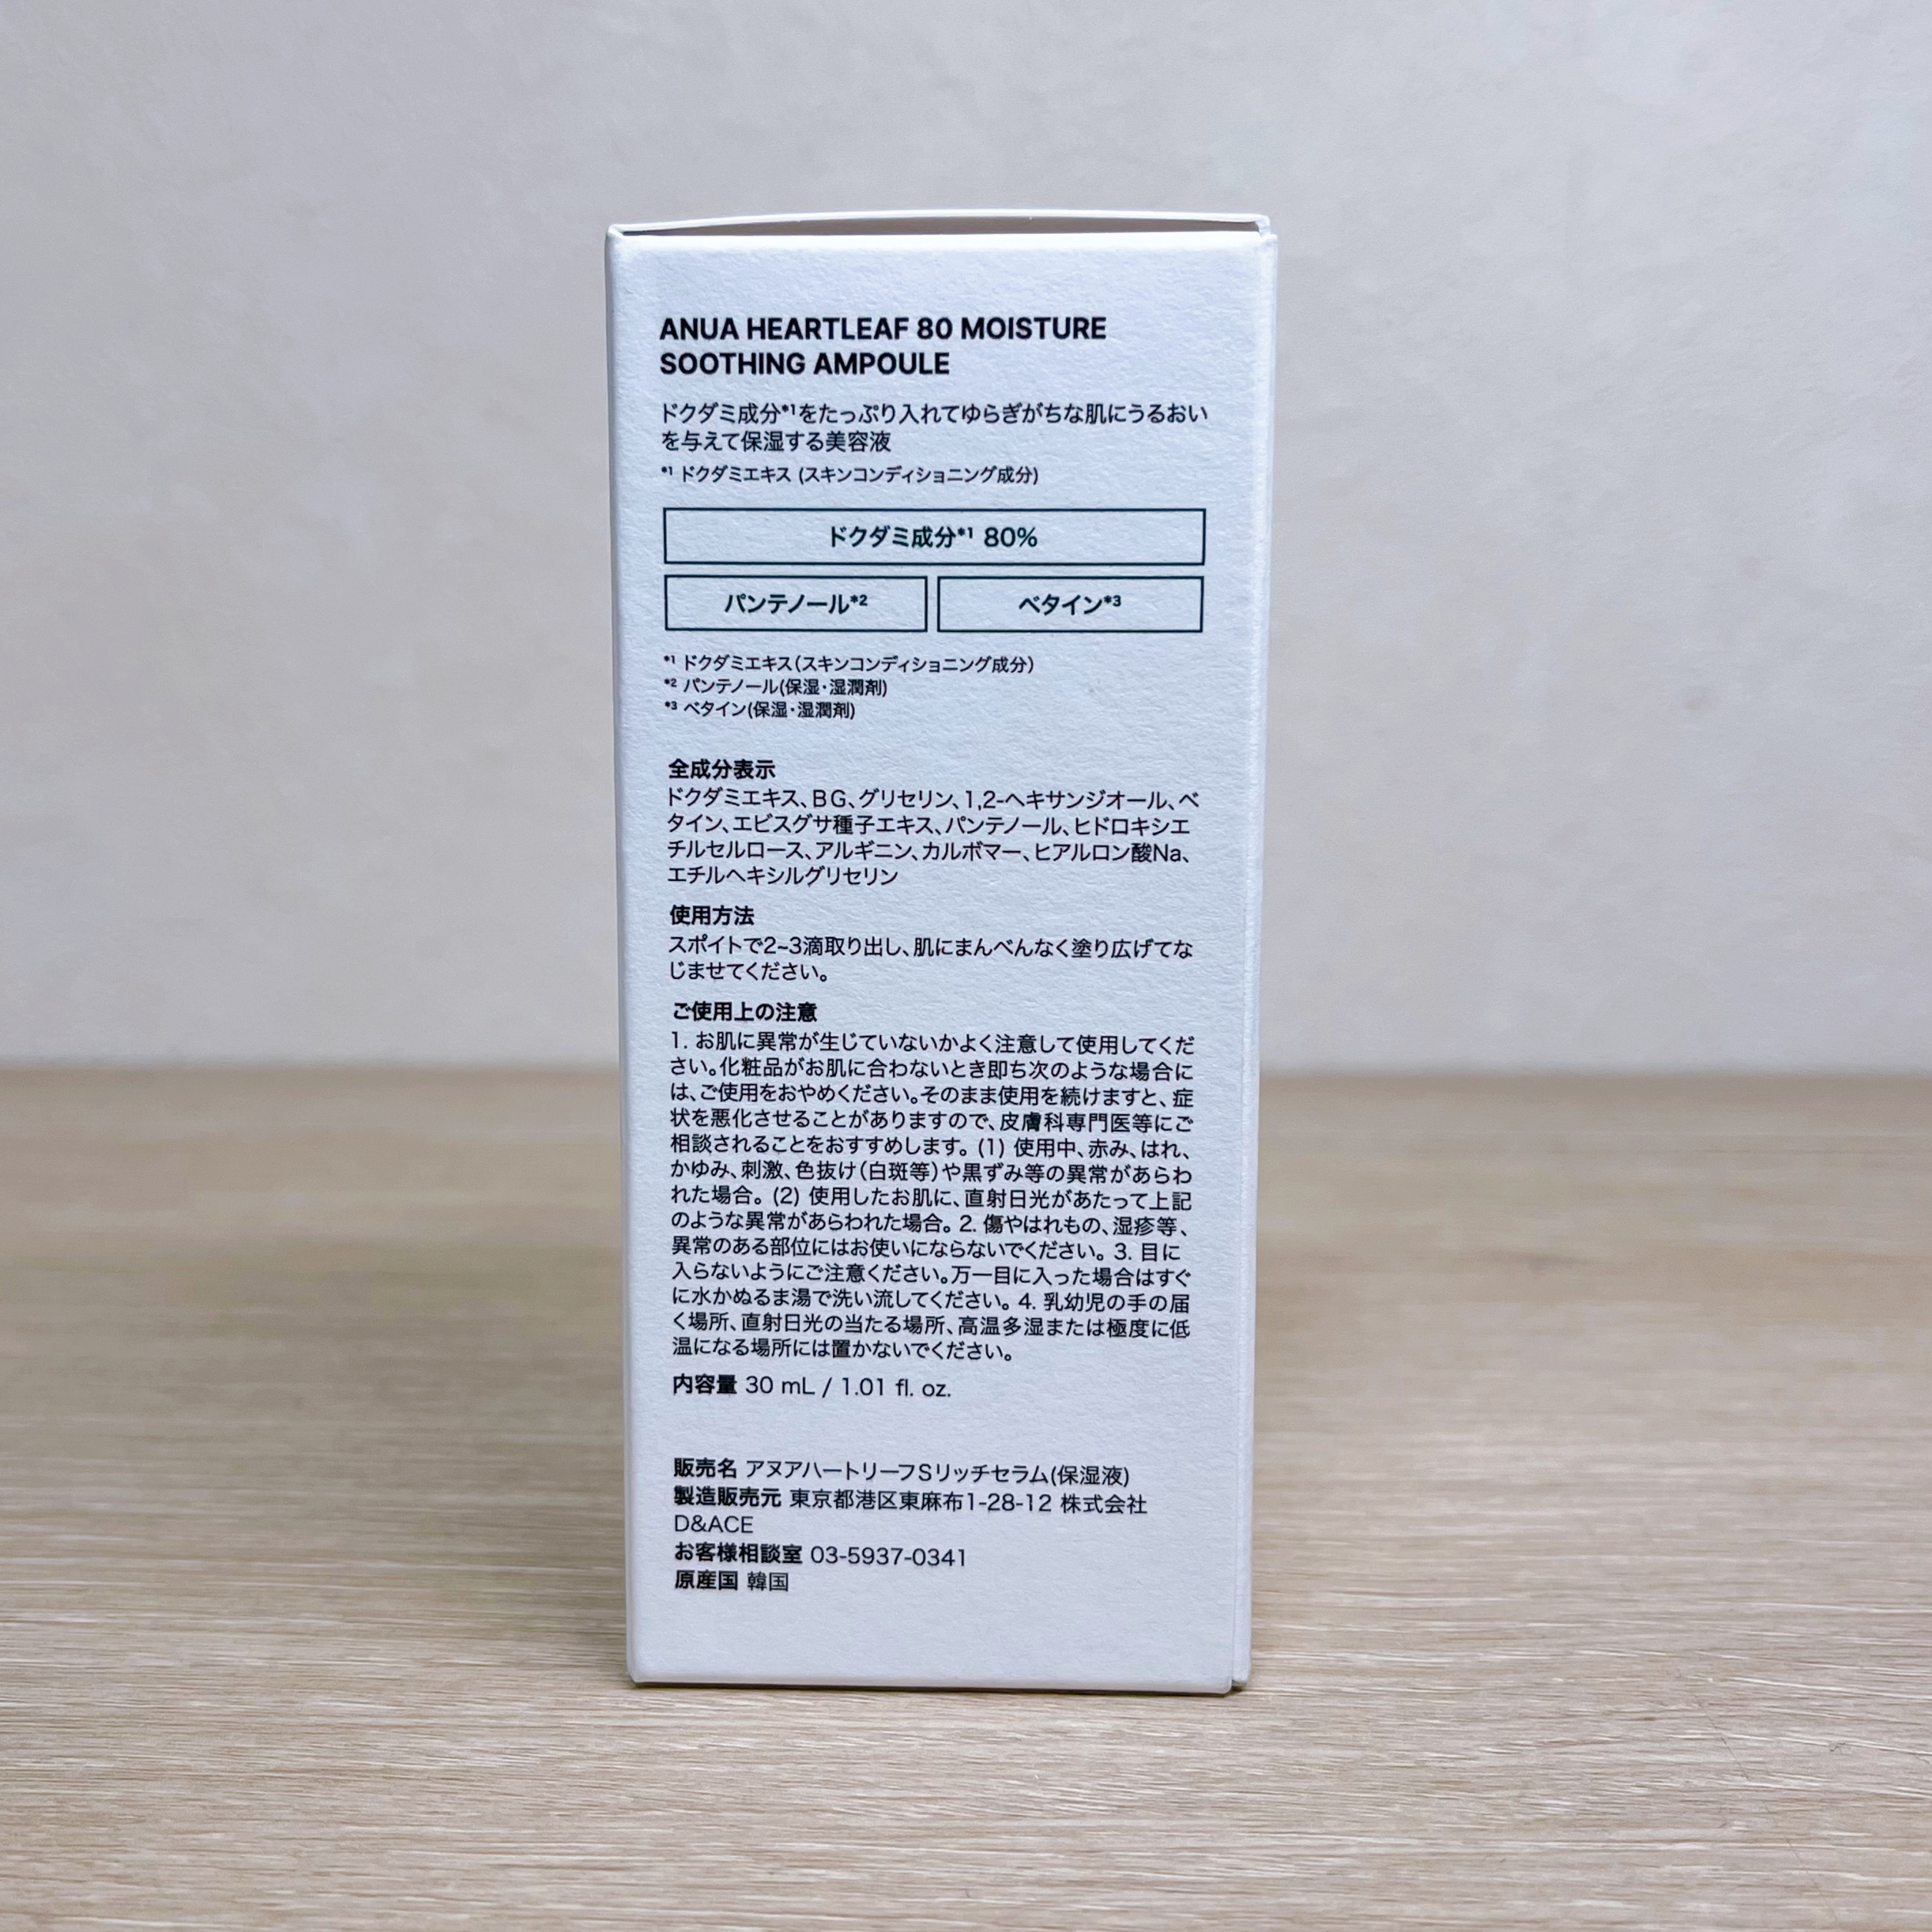 ANUA HEARTLEAF 80 MOISTURE
SOOTHING AMPOULE
ドクダミ成分*1をたっぷり入れてゆらぎがちな肌にうるおい
を与えて保湿する美容液
*1 ドクダミエキス (スキンコンディショニング成分)
ドクダミ成分*1 80%
パンテノール*2
ベタイン*3
*1 ドクダミエキス(スキンコンディショニング成分)
*2 パンテノール(保湿・湿潤剤)
*3 ベタイン(保湿・湿潤剤)
全成分表示
ドクダミエキス、BG、グリセリン、1,2-ヘキサンジオール、ベ
タイン、エビスグサ種子エキス、パンテノール、ヒドロキシエ
チルセルロース、アルギニン、カルボマー、ヒアルロン酸Na、
エチルヘキシルグリセリン
使用方法
スポイトで2~3滴取り出し、肌にまんべんなく塗り広げてな
じませてください。
ご使用上の注意
1. お肌に異常が生じていないかよく注意して使用してくだ
さい。化粧品がお肌に合わないとき即ち次のような場合に
は、ご使用をおやめください。そのまま使用を続けますと、症
状を悪化させることがありますので、皮膚科専門医等にご
相談されることをおすすめします。(1) 使用中、赤み、はれ、
かゆみ、刺激、色抜け(白斑等)や黒ずみ等の異常があらわ
れた場合。(2) 使用したお肌に、直射日光があたって上記
のような異常があらわれた場合。2. 傷やはれもの、湿疹等、
異常のある部位にはお使いにならないでください。3. 目に
入らないようにご注意ください。万一目に入った場合はすぐ
に水かぬるま湯で洗い流してください。4. 乳幼児の手の届
く場所、直射日光の当たる場所、高温多湿または極度に低
温になる場所には置かないでください。
内容量 30 mL / 1.01 fl. oz.
販売名 アヌアハートリーフSリッチセラム(保湿液)
製造販売元 東京都港区東麻布1-28-12 株式会社
D&ACE
お客様相談室 03-5937-0341
原産国 韓国